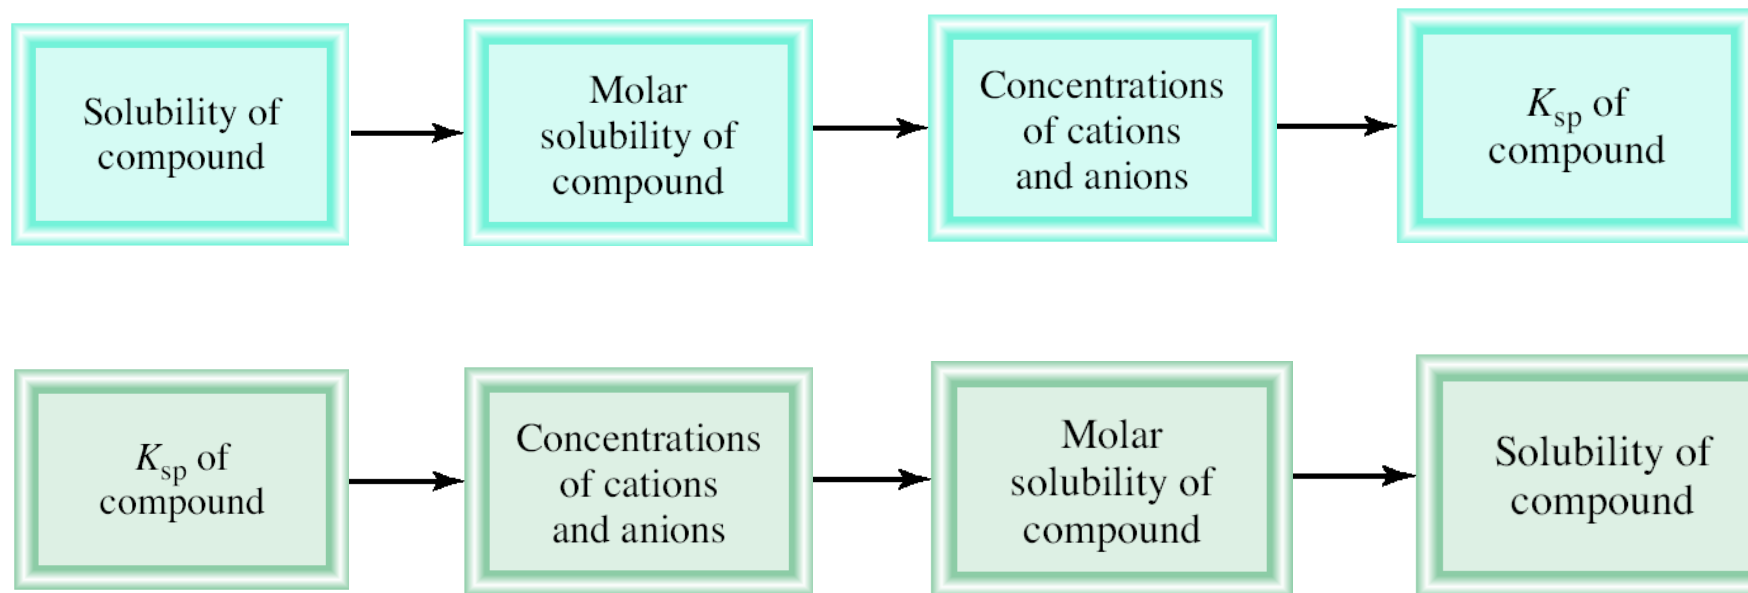 Solubility of
compound
Molar
solubility of
compound
Concentrations
of cations
and anions
Ksp of
compound
Ksp of
compound
Concentrations
of cations
and anions
Molar
solubility of
compound
Solubility of
compound